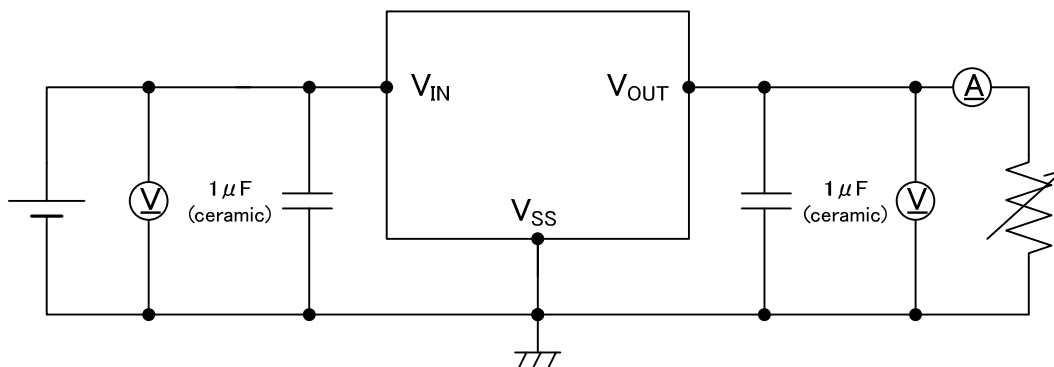 V_IN
V_OUT
A
V
1μF
(ceramic)
V_SS
1μF
(ceramic)
V